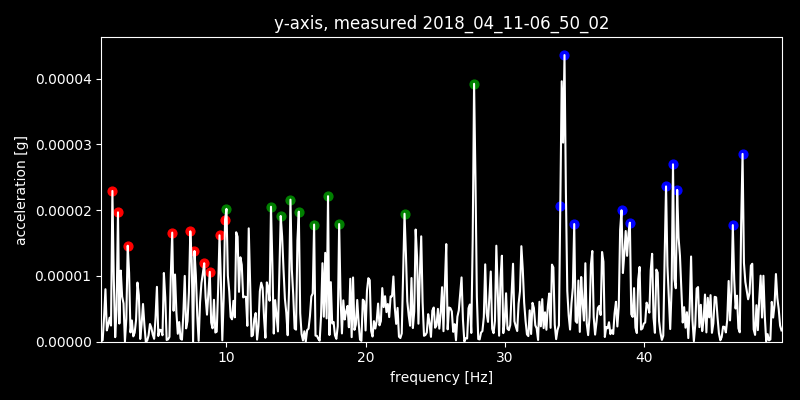 y-axis, measured 2018_04_11-06_50_02
0.00004
0.00003
0.00002
0.00001
0.00000
acceleration [g]
10 20 30 40
frequency [Hz]